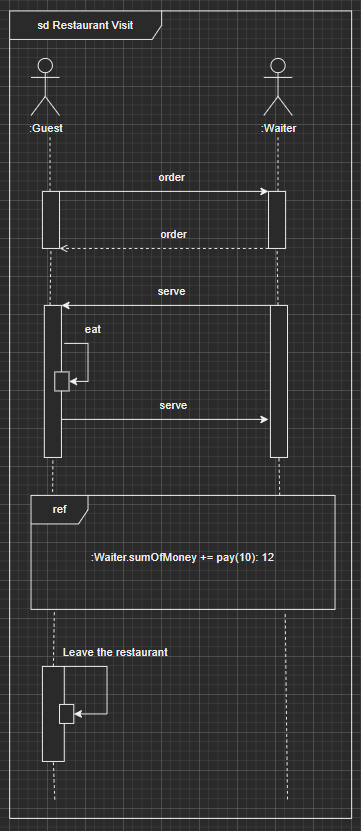 sd Restaurant Visit
:Guest
:Waiter
order
order
serve
eat
serve
ref
:Waiter.sumOfMoney += pay(10): 12
Leave the restaurant